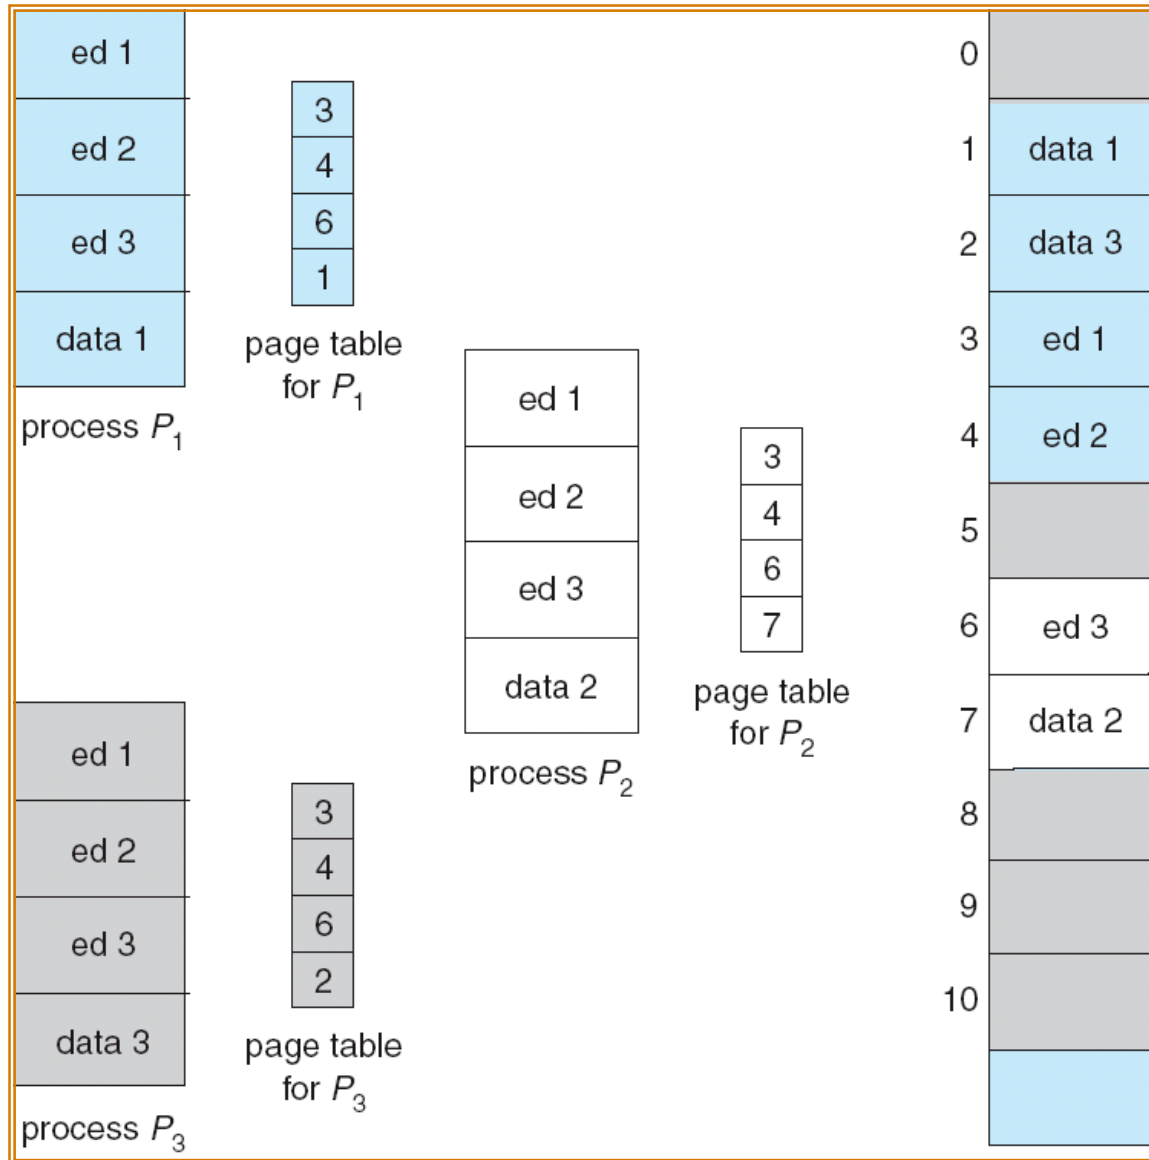 ed 1
ed 2
ed 3
data 1
process P1
3
4
6
1
page table
for P1
ed 1
ed 2
ed 3
data 2
process P2
3
4
6
7
page table
for P2
ed 1
ed 2
ed 3
data 3
process P3
3
4
6
2
page table
for P3
0
1 data 1
2 data 3
3 ed 1
4 ed 2
5
6 ed 3
7 data 2
8
9
10